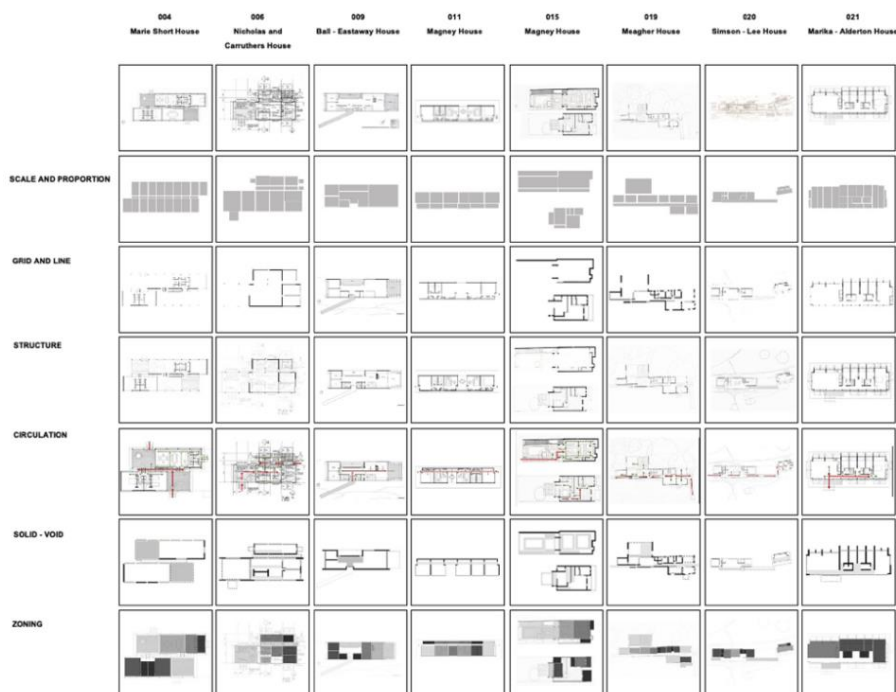 004 006 009 011 015 019 020 021
Marie Short House Nicholas and Ball - Eastaway House Magney House Magney House Meagher House Simson - Lee House Marika - Alderton House
Carruthers House
SCALE AND PROPORTION
GRID AND LINE
STRUCTURE
CIRCULATION
SOLID - VOID
ZONING